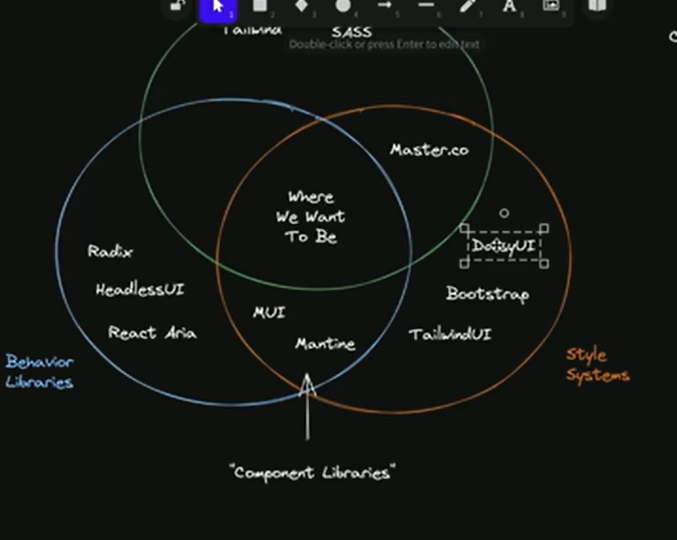 Tailwind
SASS
Double-click or press Enter to edit text
Master.co
Where
We Want
To Be
Radix
DaisyUI
HeadlessUI
Bootstrap
MUI
React Aria
Mantine
TailwindUI
Behavior
Libraries
Style
Systems
"Component Libraries"